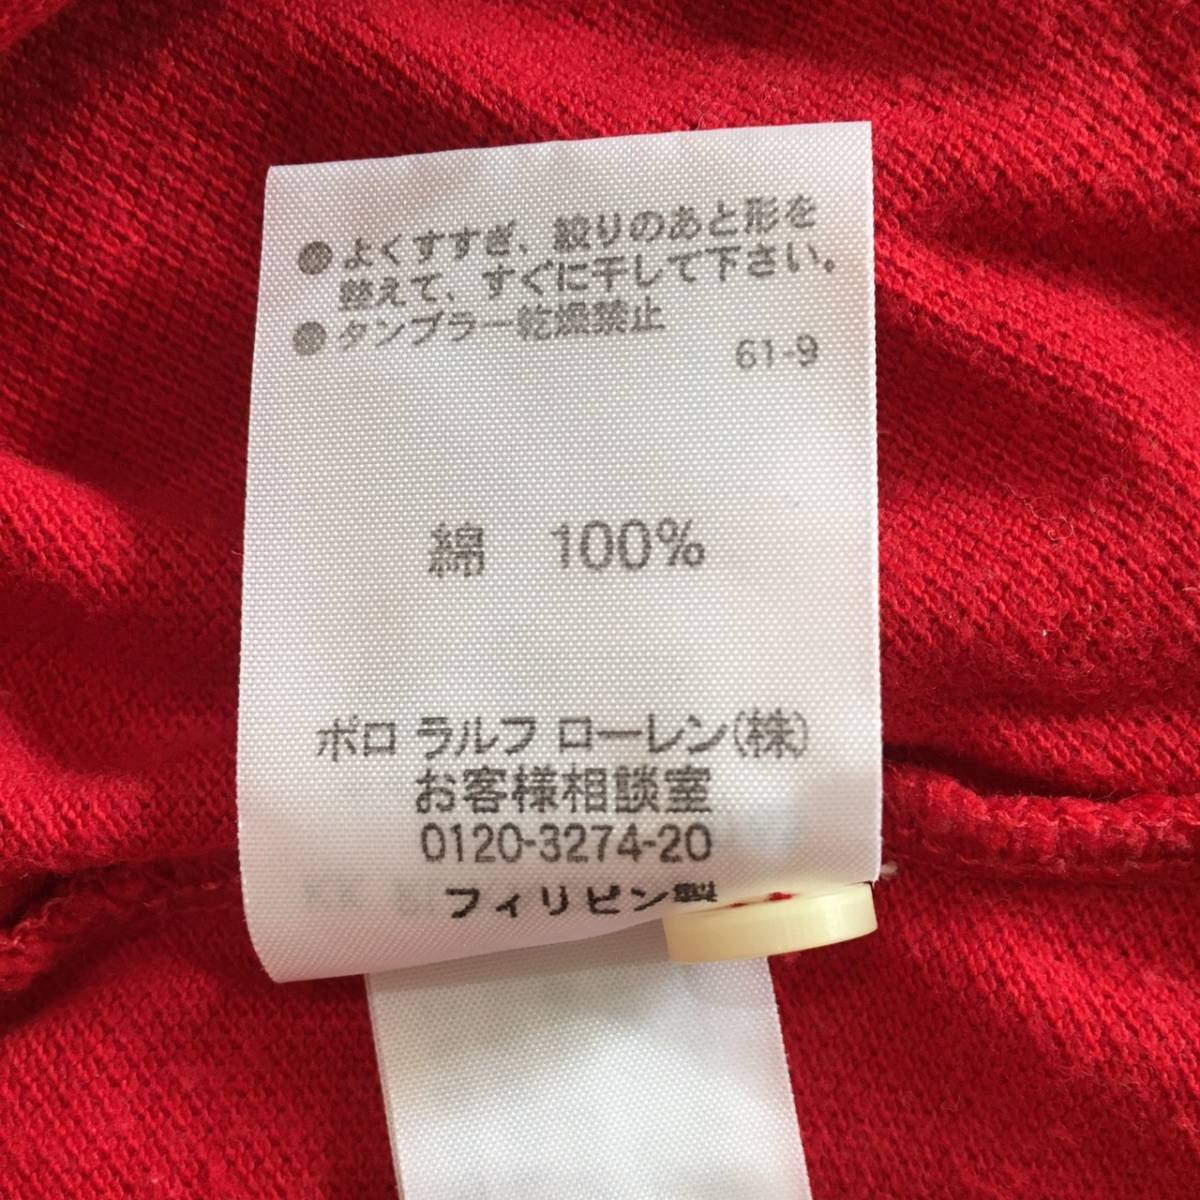 ●よくすすぎ、絞りのあと形を
整えて、すぐに干して下さい。
●タンブラー乾燥禁止
61-9
綿 100%
ポロ ラルフ ローレン(株)
お客様相談室
0120-3274-20
フィリピン製